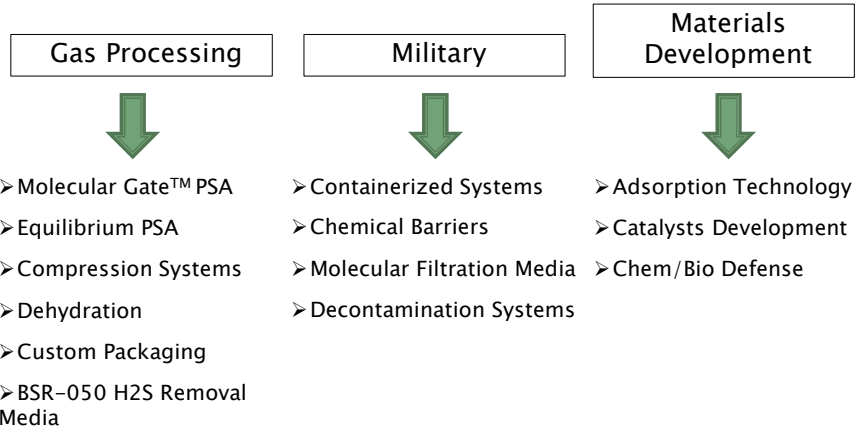 Gas Processing
➢Molecular Gate™ PSA
➢Equilibrium PSA
➢Compression Systems
➢Dehydration
➢Custom Packaging
➢BSR-050 H2S Removal
Media
Military
➢Containerized Systems
➢Chemical Barriers
➢Molecular Filtration Media
➢Decontamination Systems
Materials
Development
➢Adsorption Technology
➢Catalysts Development
➢Chem/Bio Defense